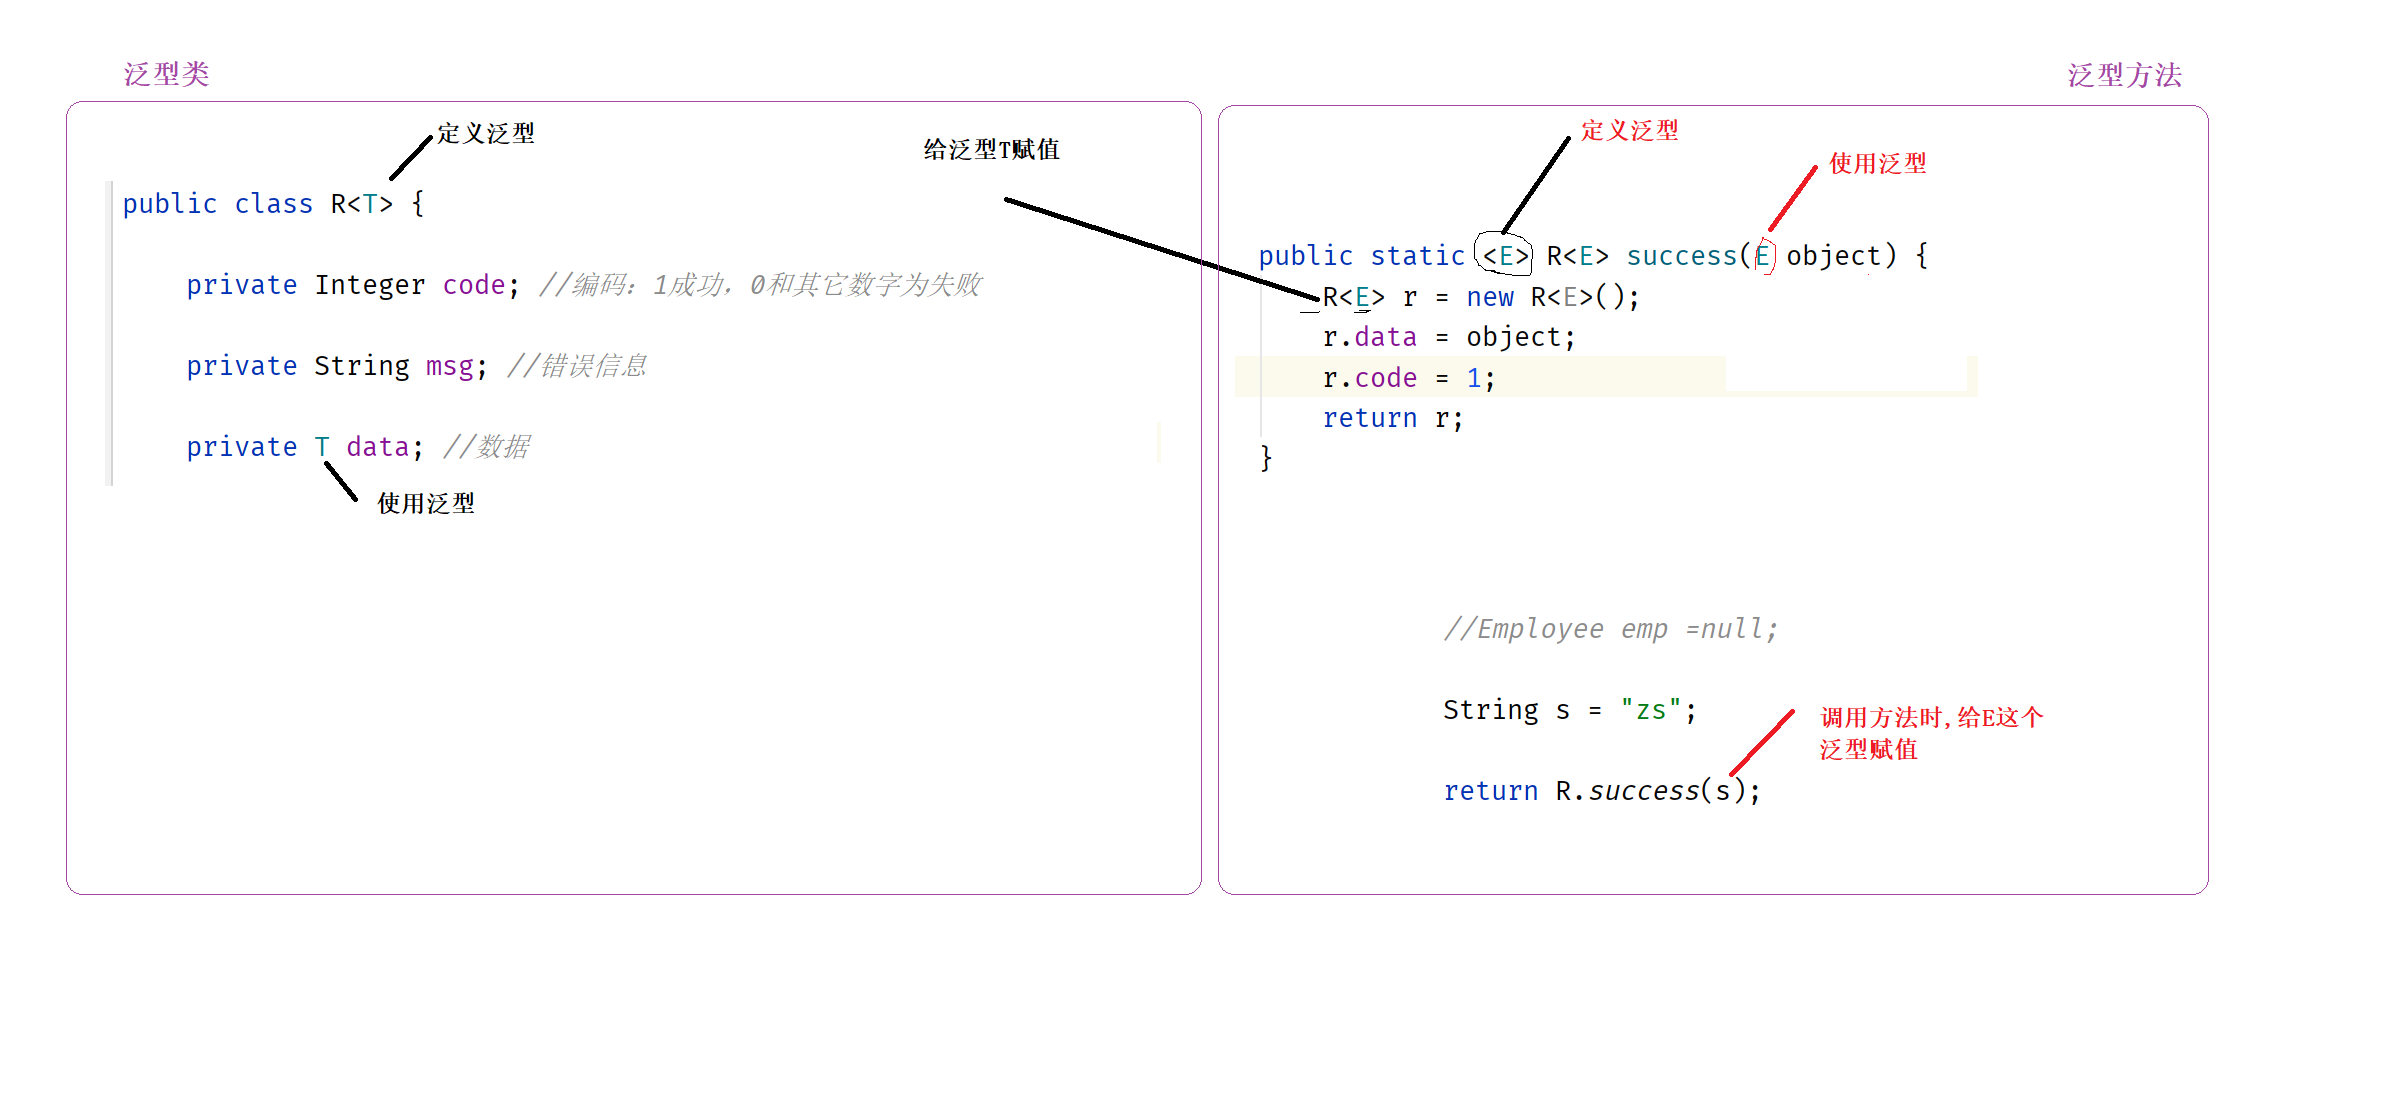 泛型类
定义泛型
public class R<T> {
private Integer code; //编码：1成功，0和其它数字为失败
private String msg; //错误信息
private T data; //数据
使用泛型
给泛型T赋值
泛型方法
定义泛型
使用泛型
public static <E> R<E> success(E object) {
R<E> r = new R<E>();
r.data = object;
r.code = 1;
return r;
}
//Employee emp =null;
String s = "zs";
调用方法时,给E这个
泛型赋值
return R.success(s);